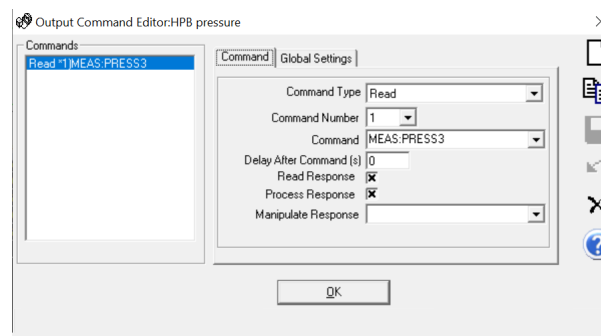 Output Command Editor:HPB pressure
Commands
Read *1]MEAS:PRESS3
Command
Global Settings
Command Type Read
Command Number 1
Command MEAS:PRESS3
Delay After Command (s) 0
Read Response
Process Response
Manipulate Response
OK